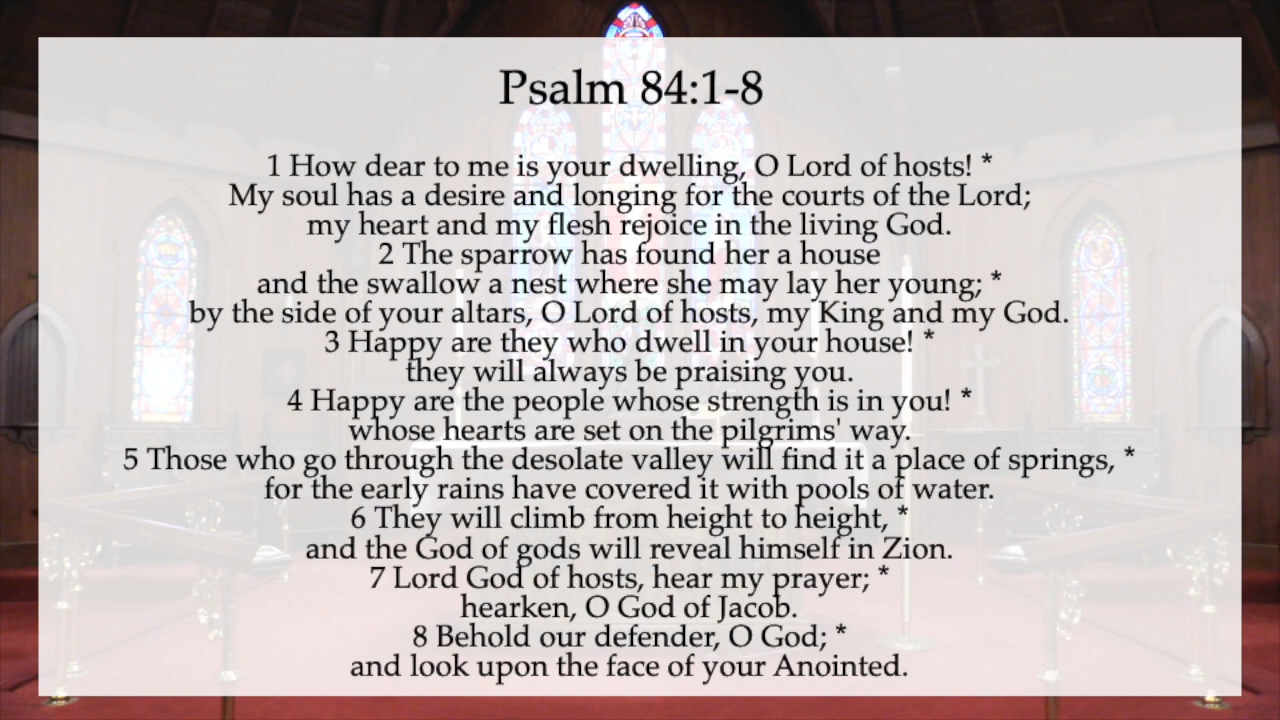 Psalm 84:1-8
1 How dear to me is your dwelling, O Lord of hosts! *
My soul has a desire and longing for the courts of the Lord;
my heart and my flesh rejoice in the living God.
2 The sparrow has found her a house
and the swallow a nest where she may lay her young; *
by the side of your altars, O Lord of hosts, my King and my God.
3 Happy are they who dwell in your house! *
they will always be praising you.
4 Happy are the people whose strength is in you! *
whose hearts are set on the pilgrims' way.
5 Those who go through the desolate valley will find it a place of springs, *
for the early rains have covered it with pools of water.
6 They will climb from height to height, *
and the God of gods will reveal himself in Zion.
7 Lord God of hosts, hear my prayer; *
hearken, O God of Jacob.
8 Behold our defender, O God; *
and look upon the face of your Anointed.